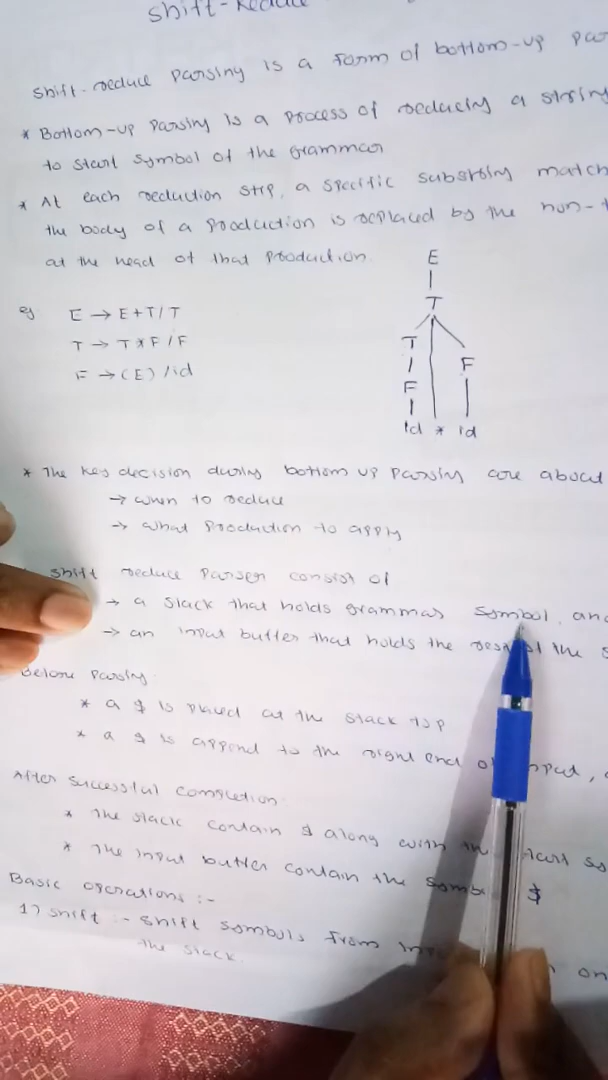 Shift-Reduce
Shift-reduce parsing is a form of bottom-up par
* Bottom-up parsing is a process of reducing a string
to start symbol of the grammar
* At each reduction step, a specific substring match
the body of a production is replaced by the non-t
at the head of that production.
E
T
eg E → E+T/T
T → T*F/F
F → (E)/id
T F
F
id * id
* The key decision during bottom up parsing are about
→ when to reduce
→ what production to apply
shift reduce parser consist of
→ a stack that holds grammar symbol, and
→ an input buffer that holds the rest of the s
Before parsing.
* a $ is placed at the stack top
* a $ is append to the right end of input,
After successful completion.
* The stack contain $ along with the start sy
* The input buffer contain the symbol $
Basic operations :-
1) shift :- shift symbols from on
the stack.